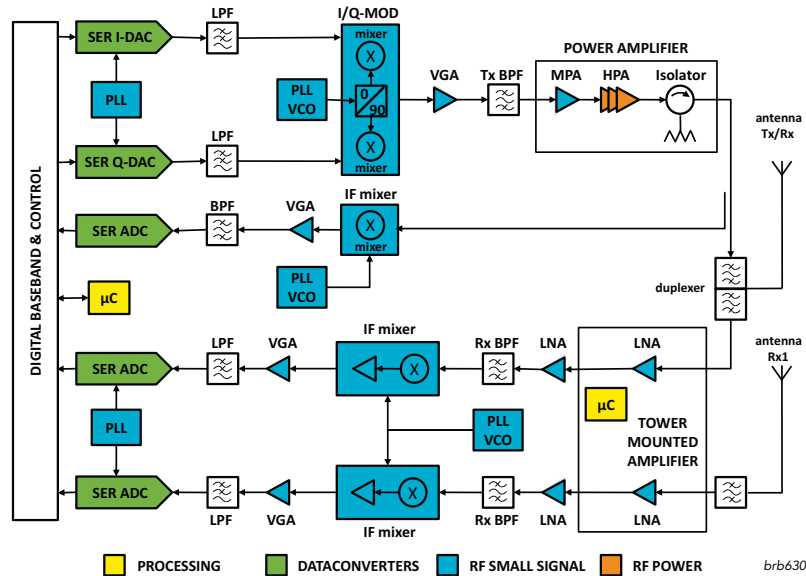 LPF
I/Q-MOD
SER I-DAC
mixer
X
POWER AMPLIFIER
PLL
PLL
VCO
0
90
VGA
Tx BPF
MPA
HPA
Isolator
antenna
Tx/Rx
LPF
SER Q-DAC
X
mixer
DIGITAL BASEBAND & CONTROL
BPF
VGA
IF mixer
SER ADC
X
mixer
PLL
VCO
µC
duplexer
LPF
VGA
IF mixer
Rx BPF
LNA
LNA
antenna
Rx1
SER ADC
X
µC
PLL
PLL
VCO
TOWER
MOUNTED
AMPLIFIER
SER ADC
X
LPF
VGA
IF mixer
Rx BPF
LNA
LNA
PROCESSING
DATACONVERTERS
RF SMALL SIGNAL
RF POWER
brb630